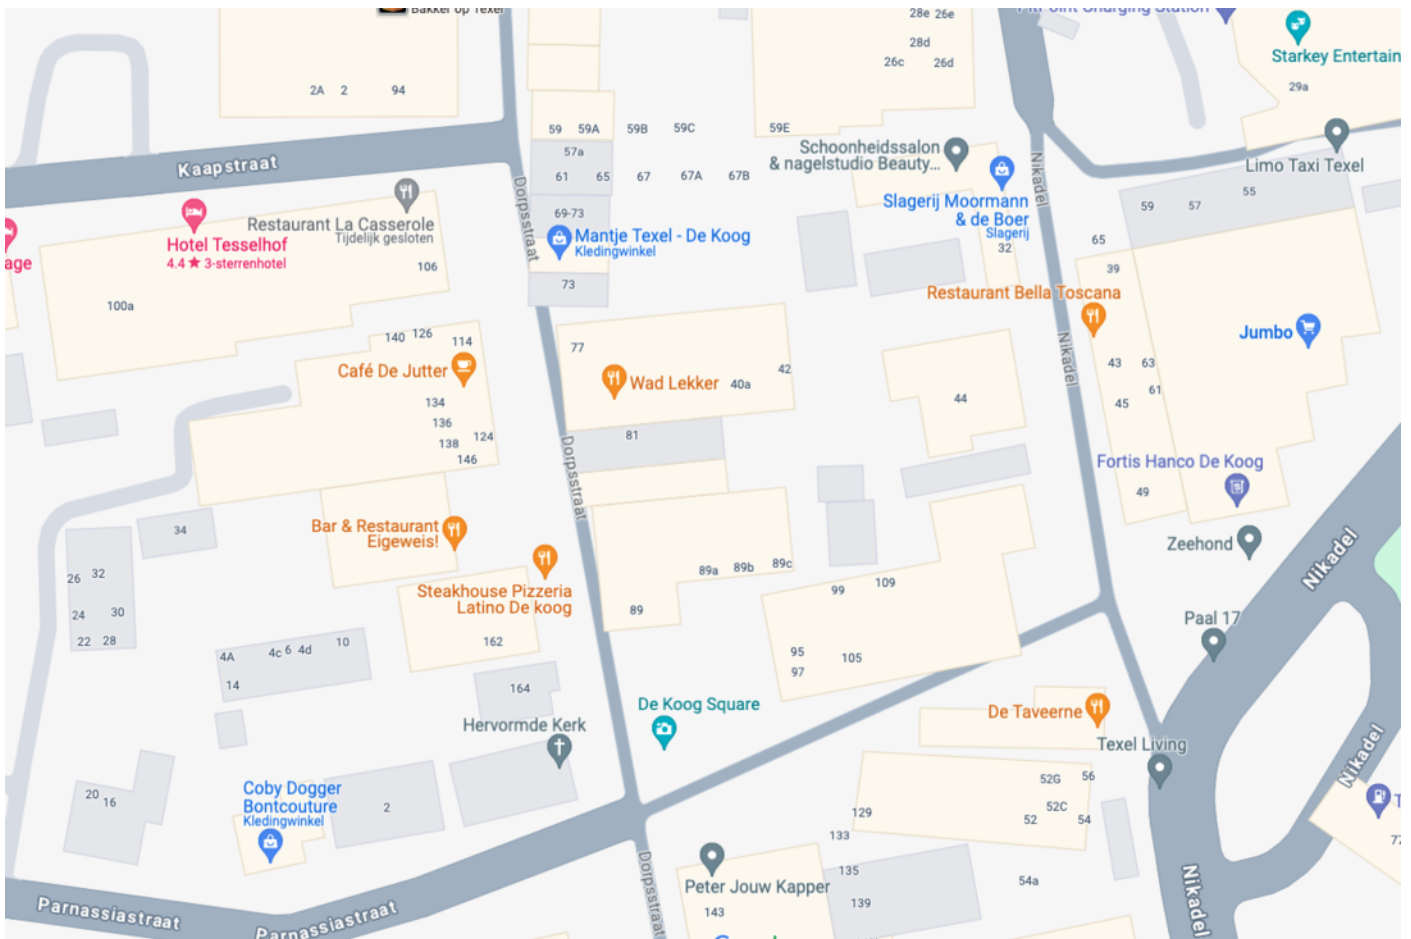 Bakker op Texel
28e 26e
28d
26c 26d
PitPoint Charging Station
Starkey Entertain
29a
2A 2 94
59 59A 59B 59C 59E
57a
61 65 67 67A 67B
69-73
Kaapstraat
Dorpsstraat
Schoonheidssalon
& nagelstudio Beauty...
Nikadel
Limo Taxi Texel
55
59 57
Slagerij Moormann
& de Boer
Slagerij
32
65
39
Restaurant La Casserole
Tijdelijk gesloten
Hotel Tesselhof
4.4 ★ 3-sterrenhotel
age
106
100a
Mantje Texel - De Koog
Kledingwinkel
73
Restaurant Bella Toscana
Jumbo
140 126 114
Café De Jutter
134
136
138 124
146
77
Wad Lekker
40a 42
Nikadel
43 63
61
45
44
81
Dorpsstraat
Fortis Hanco De Koog
49
Zeehond
Nikadel
34
Bar & Restaurant
Eigeweis!
Steakhouse Pizzeria
Latino De koog
162
26 32
24 30
22 28
89a 89b 89c
89
99 109
95 105
97
Paal 17
4A 4c 6 4d 10
14
164
Hervormde Kerk
De Koog Square
De Taveerne
Texel Living
Nikadel
20 16
Coby Dogger
Bontcouture
Kledingwinkel
2
52G 56
52C
52 54
129
133
135
139
54a
77
Peter Jouw Kapper
143
Parnassiastraat
Parnassiastraat
Dorpsstraat
Nikadel